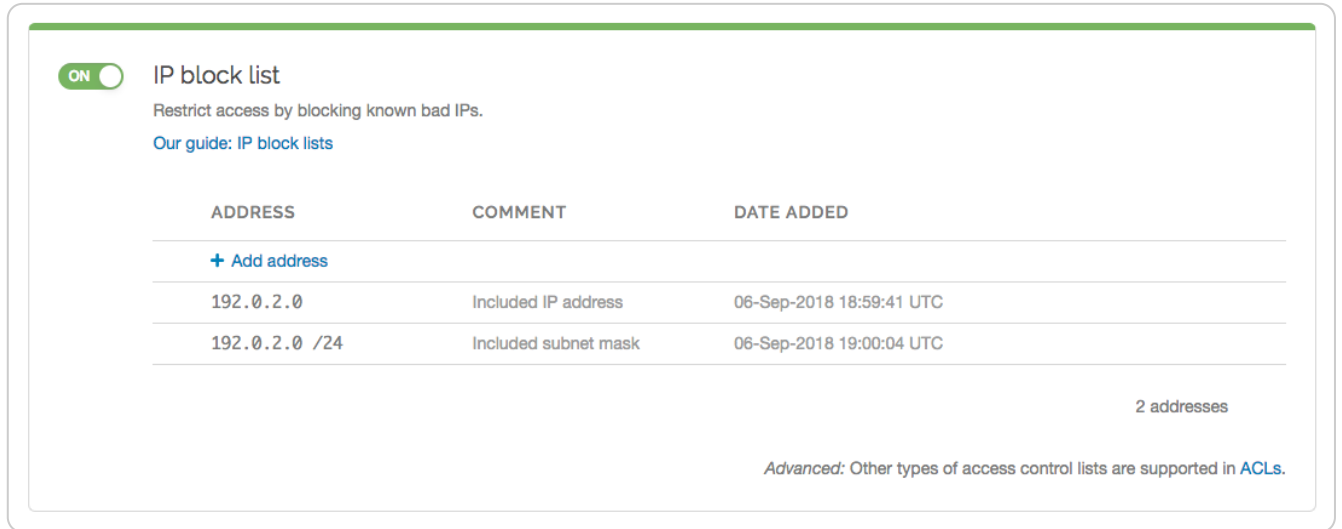 ON
IP block list
Restrict access by blocking known bad IPs.
Our guide: IP block lists
ADDRESS COMMENT DATE ADDED
+ Add address
192.0.2.0 Included IP address 06-Sep-2018 18:59:41 UTC
192.0.2.0 /24 Included subnet mask 06-Sep-2018 19:00:04 UTC
2 addresses
Advanced: Other types of access control lists are supported in ACLs.